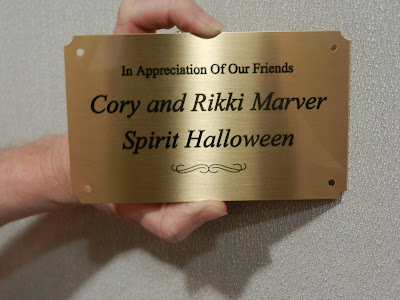 In Appreciation Of Our Friends
Cory and Rikki Marver
Spirit Halloween